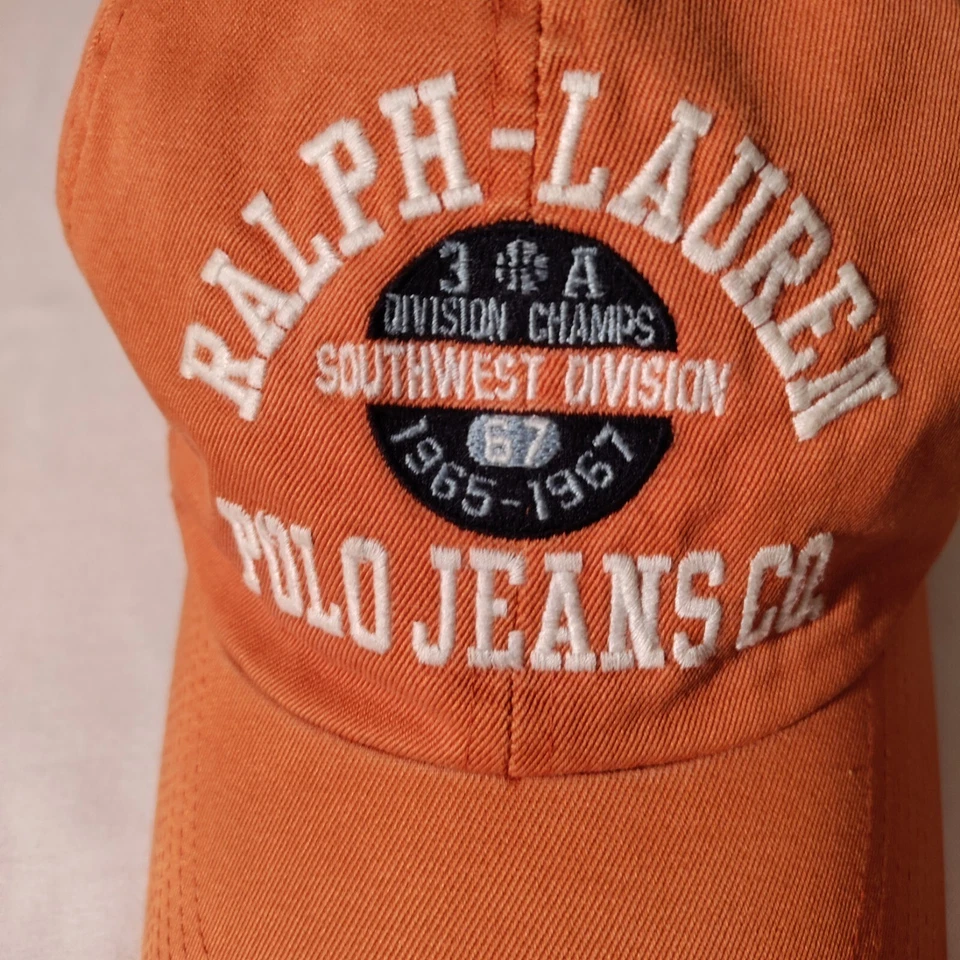 RALPH-LAUREN
3 A
DIVISION CHAMPS
SOUTHWEST DIVISION
67
1965-1967
POLO JEANS CO.